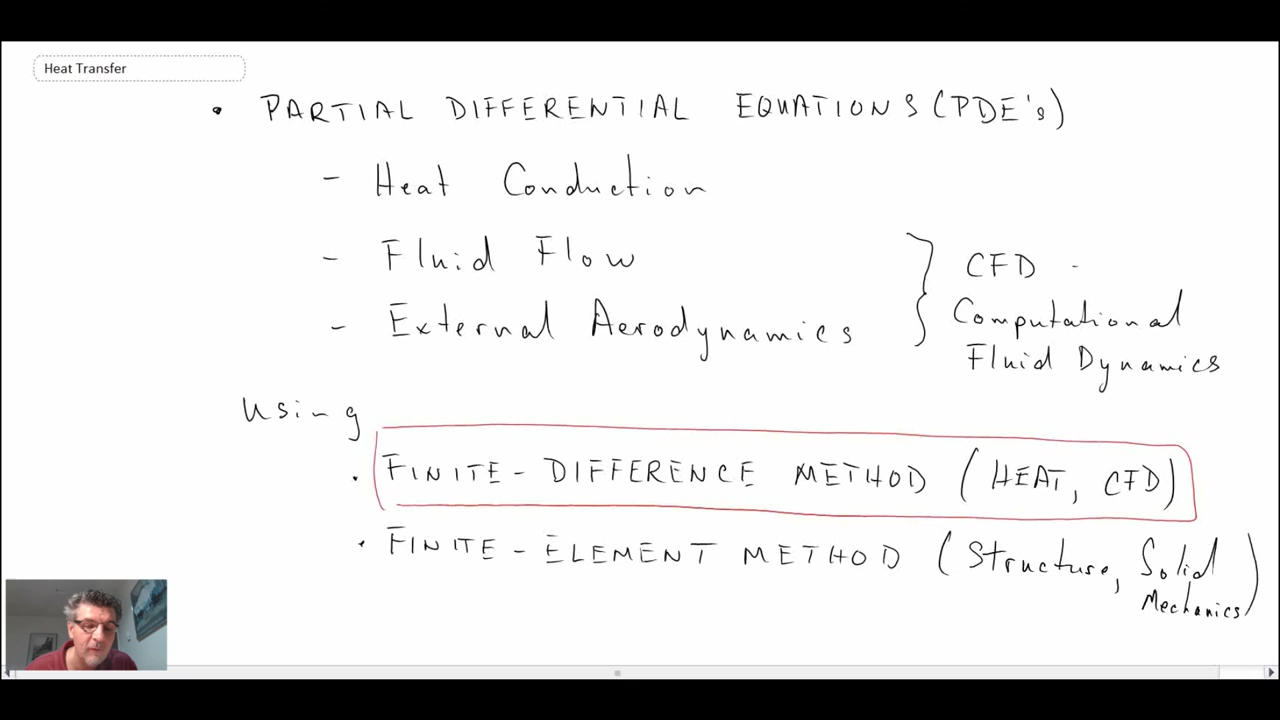 Heat Transfer
• PARTIAL DIFFERENTIAL EQUATIONS (PDE's)
- Heat Conduction
- Fluid Flow
- External Aerodynamics
} CFD -
Computational
Fluid Dynamics
Using
• FINITE-DIFFERENCE METHOD (HEAT, CFD)
• FINITE-ELEMENT METHOD (Structure, Solid
Mechanics)